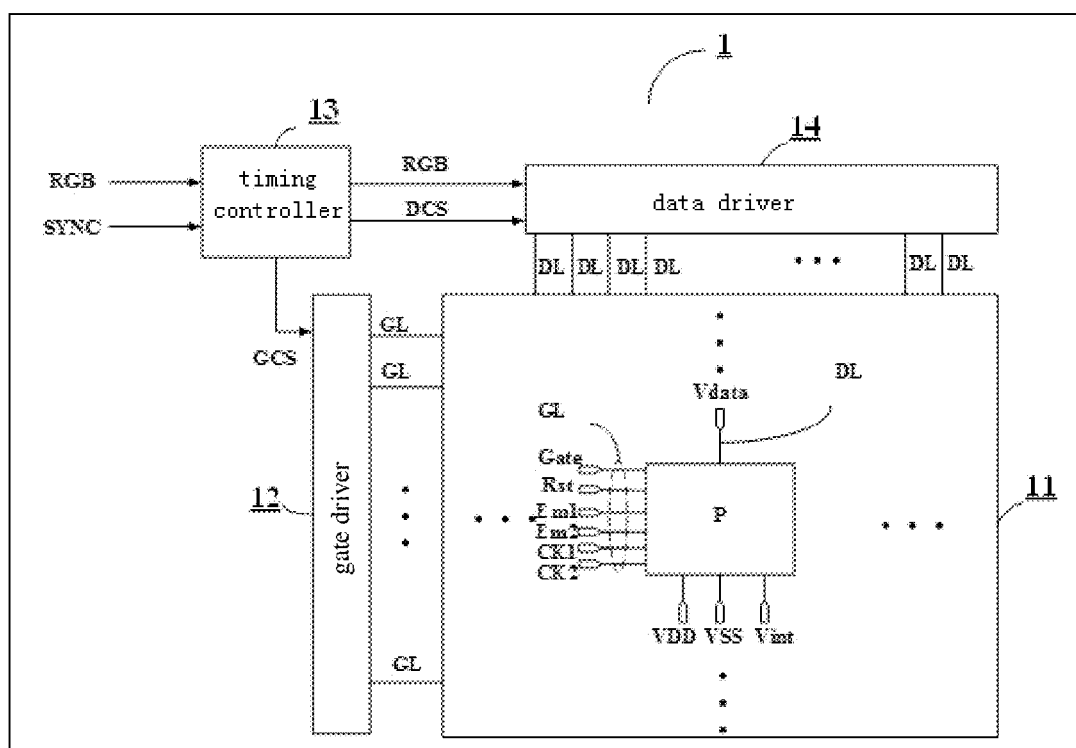 1
13
14
RGB
RGB
timing
controller
data driver
SYNC
DCS
DL DL DL DL DL DL
GCS
GL
GL
Vdata
DL
GL
Gate
Rst
Em1
Em2
CK1
CK2
P
12
gate driver
11
VDD VSS Vint
GL